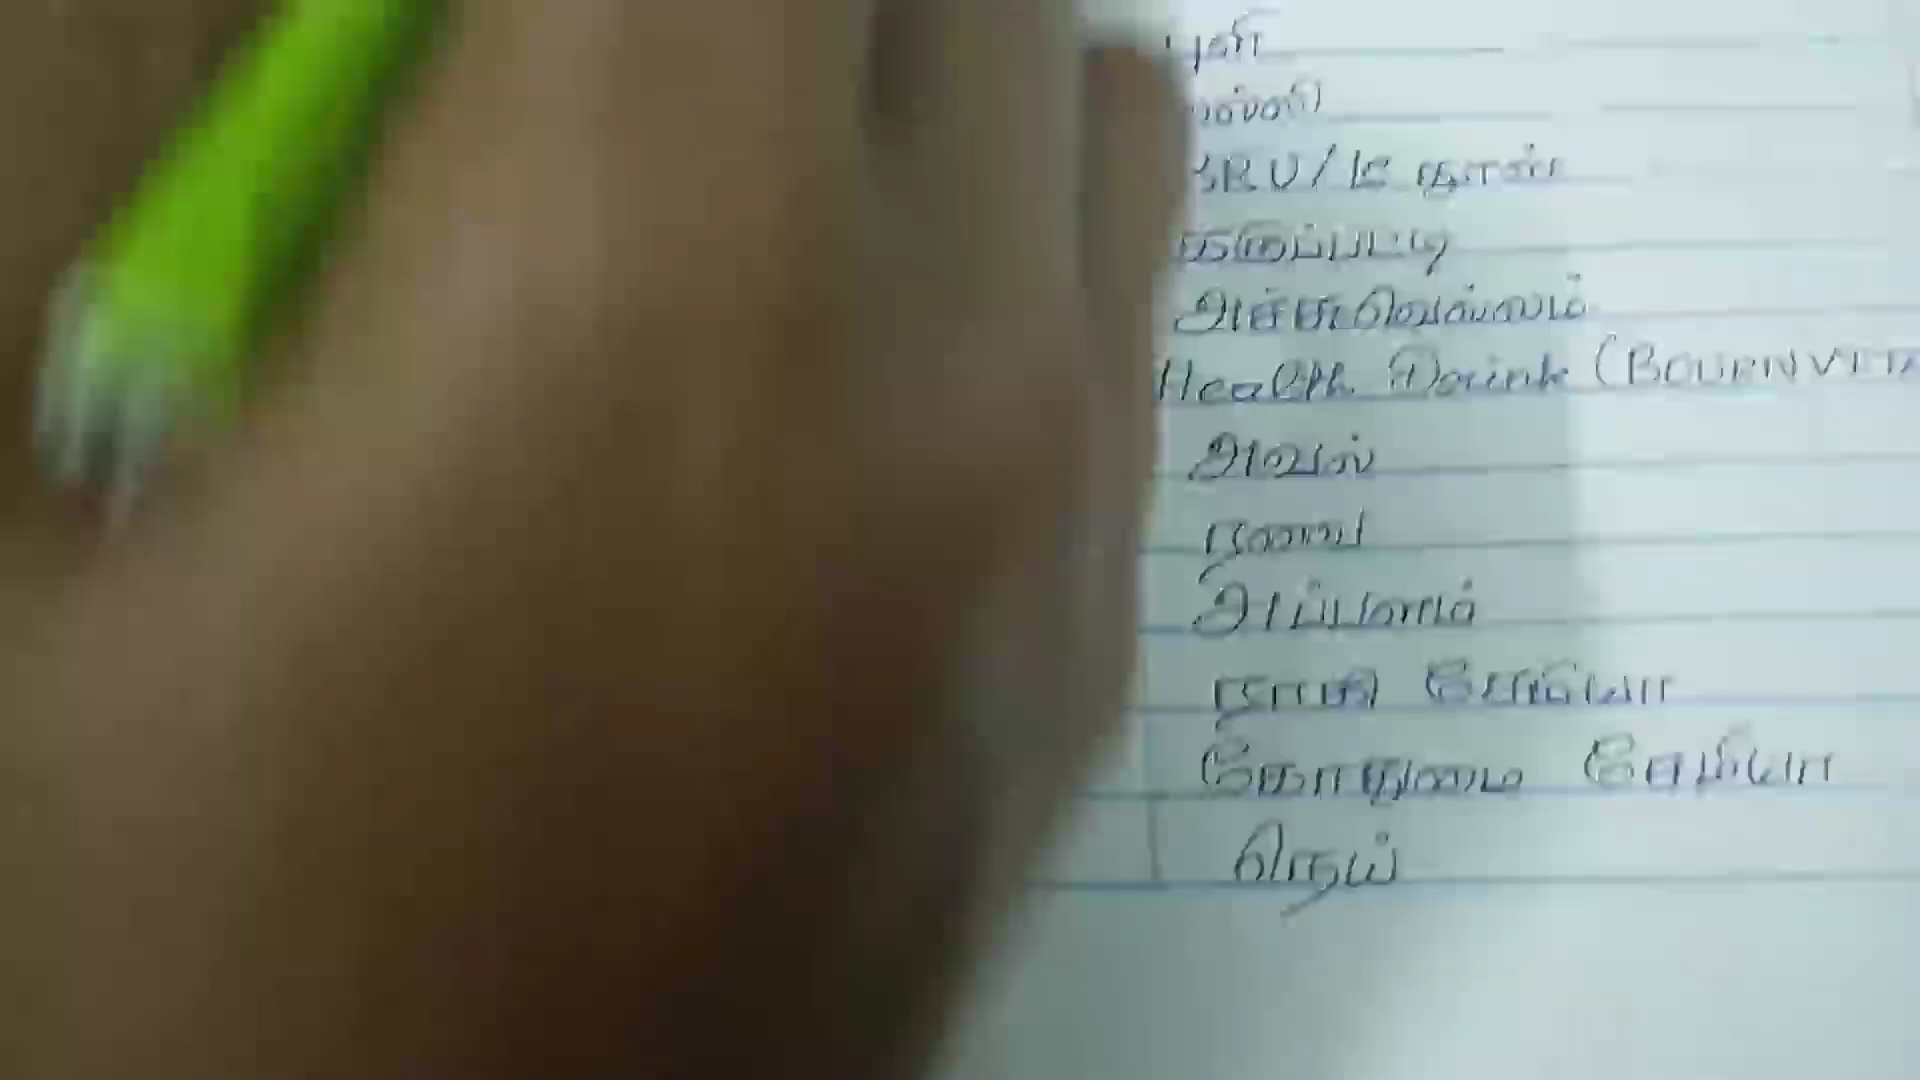 புளி
BRU / டீ தூள்
கருப்பட்டி
அச்சு வெல்லம்
Health Drink (BOURNVITA
அவல்
ரவை
அப்பளம்
ராகி சேமியா
கோதுமை சேமியா
நெய்